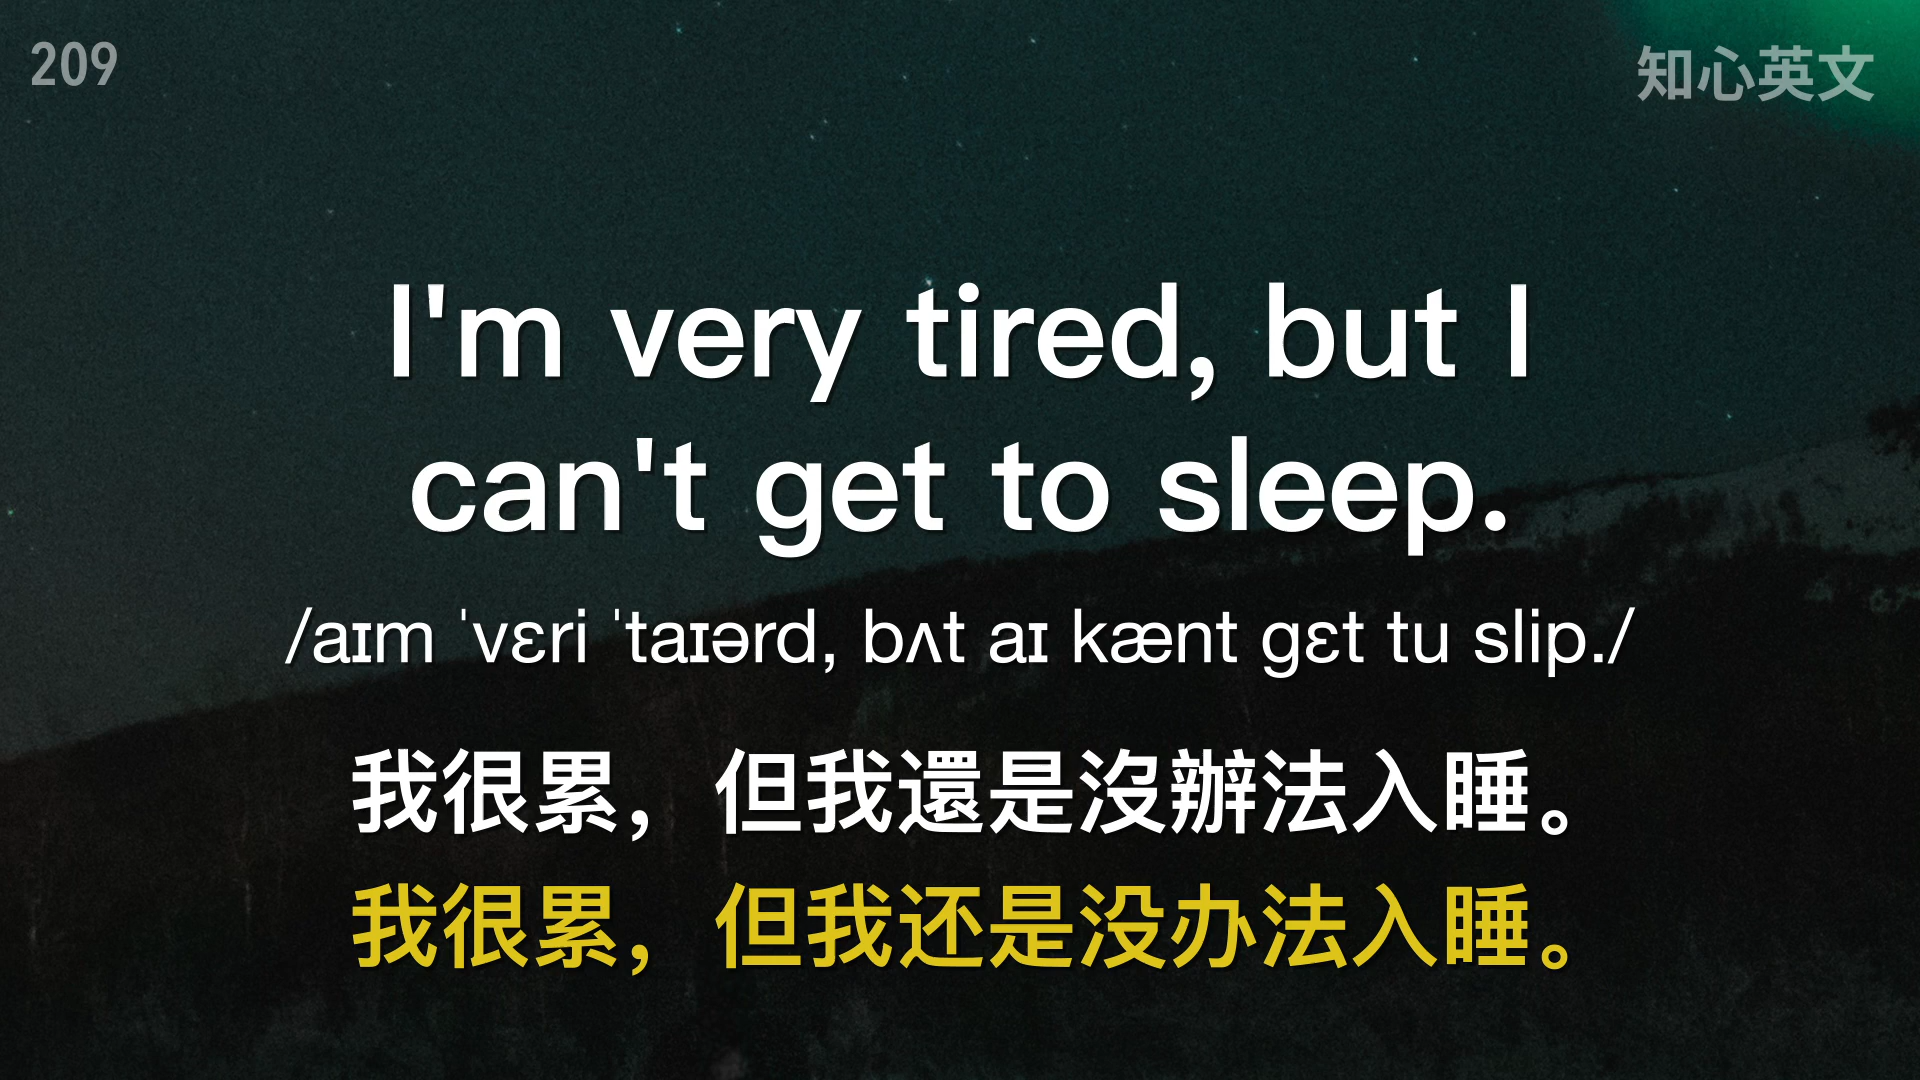 209
知心英文
I'm very tired, but I
can't get to sleep.
/aɪm ˈvɛri ˈtaɪərd, bʌt aɪ kænt gɛt tu slip./
我很累，但我還是沒辦法入睡。
我很累，但我还是没办法入睡。